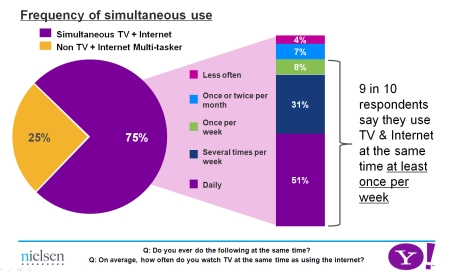 Frequency of simultaneous use
Simultaneous TV + Internet
Non TV + Internet Multi-tasker
25%
75%
Less often
Once or twice per
month
Once per
week
Several times per
week
Daily
4%
7%
8%
31%
51%
9 in 10
respondents
say they use
TV & Internet
at the same
time at least
once per
week
nielsen
Q: Do you ever do the following at the same time?
Q: On average, how often do you watch TV at the same time as using the internet?
Y!